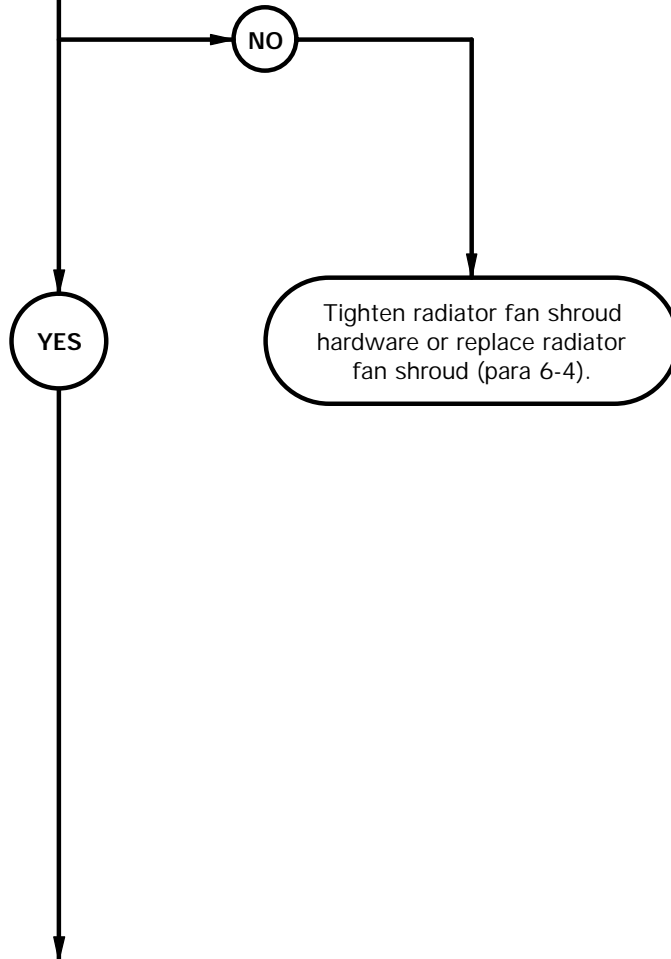 NO
YES
Tighten radiator fan shroud
hardware or replace radiator
fan shroud (para 6-4).